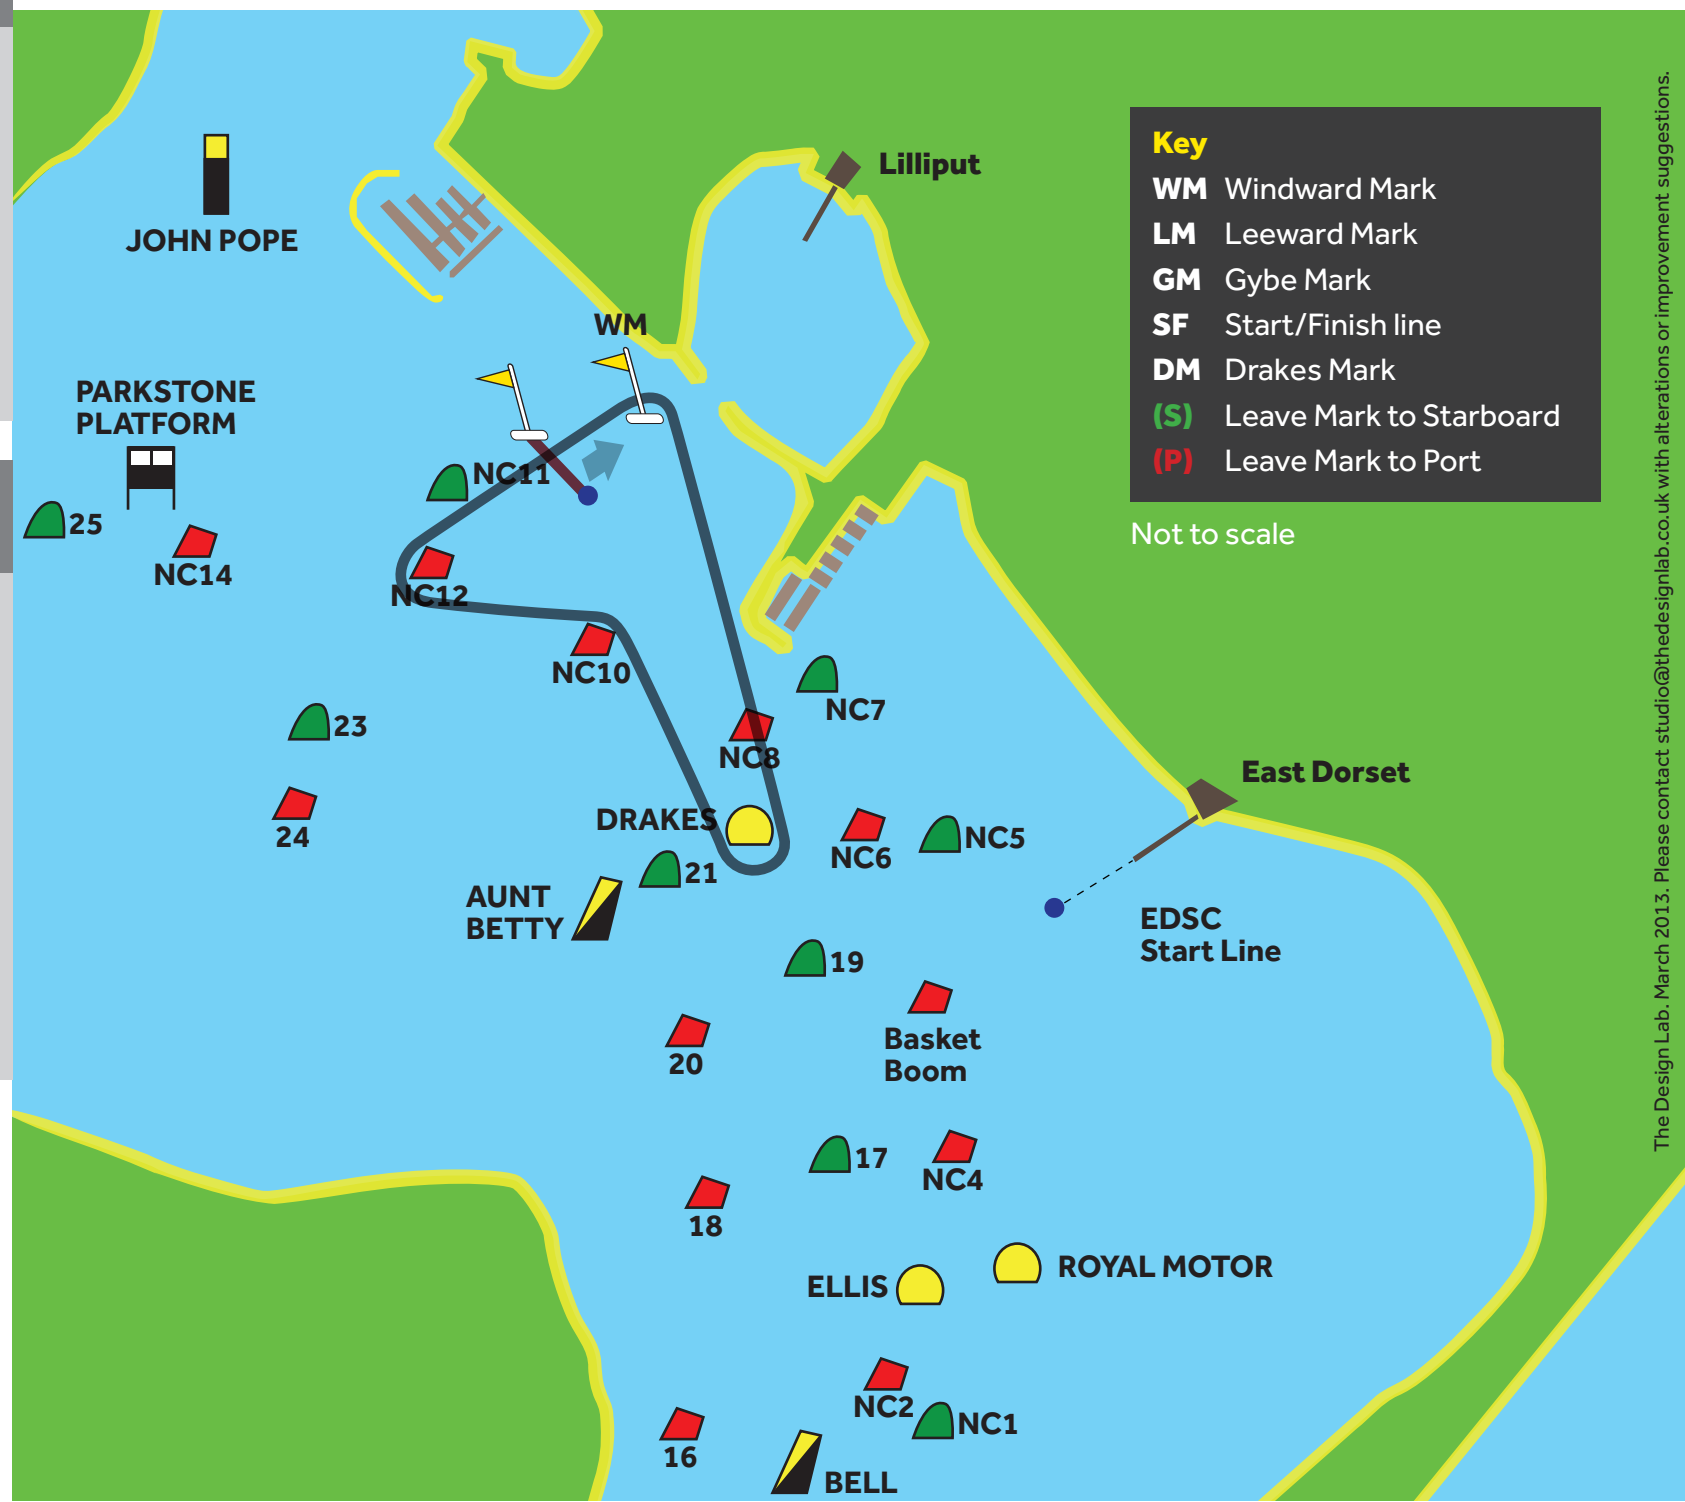 Key
WM Windward Mark
LM Leeward Mark
GM Gybe Mark
SF Start/Finish line
DM Drakes Mark
(S) Leave Mark to Starboard
(P) Leave Mark to Port
Not to scale
Lilliput
JOHN POPE
WM
PARKSTONE
PLATFORM
NC11
25
NC14
NC12
NC10
NC7
23
NC8
East Dorset
DRAKES
24
NC6
NC5
21
AUNT
BETTY
EDSC
Start Line
19
Basket
Boom
20
17
NC4
18
ROYAL MOTOR
ELLIS
NC2
NC1
16
BELL
The Design Lab. March 2013. Please contact studio@thedesignlab.co.uk with alterations or improvement suggestions.